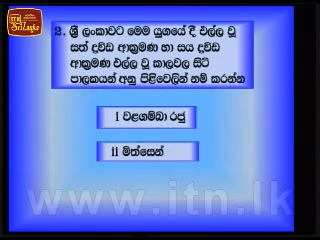 ITN
Sri Lanka
2. ශ්‍රී ලංකාවට මෙම යුගයේ දී එල්ල වූ
සත් ද්‍රවිඩ ආක්‍රමණ හා සය ද්‍රවිඩ
ආක්‍රමණ එල්ල වූ කාලවල සිටි
පාලකයන් අනු පිළිවෙලින් නම් කරන්න
i වළගම්බා රජු
ii මිත්සෙන්
www.itn.lk